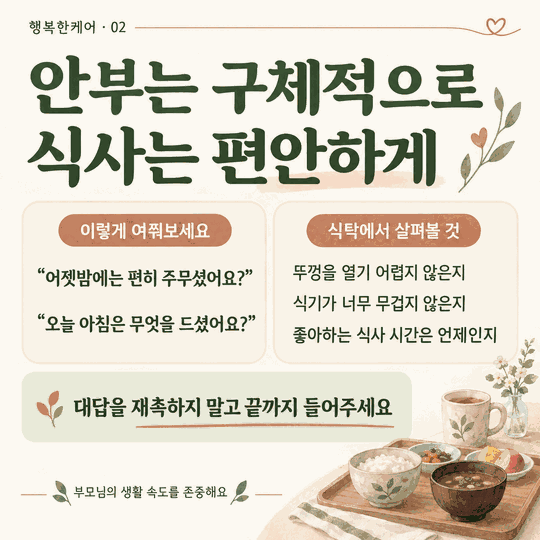 행복한케어 · 02
안부는 구체적으로
식사는 편안하게
이렇게 여쭤보세요
“어젯밤에는 편히 주무셨어요?”
“오늘 아침은 무엇을 드셨어요?”
식탁에서 살펴볼 것
뚜껑을 열기 어렵지 않은지
식기가 너무 무겁지 않은지
좋아하는 식사 시간은 언제인지
대답을 재촉하지 말고 끝까지 들어주세요
부모님의 생활 속도를 존중해요